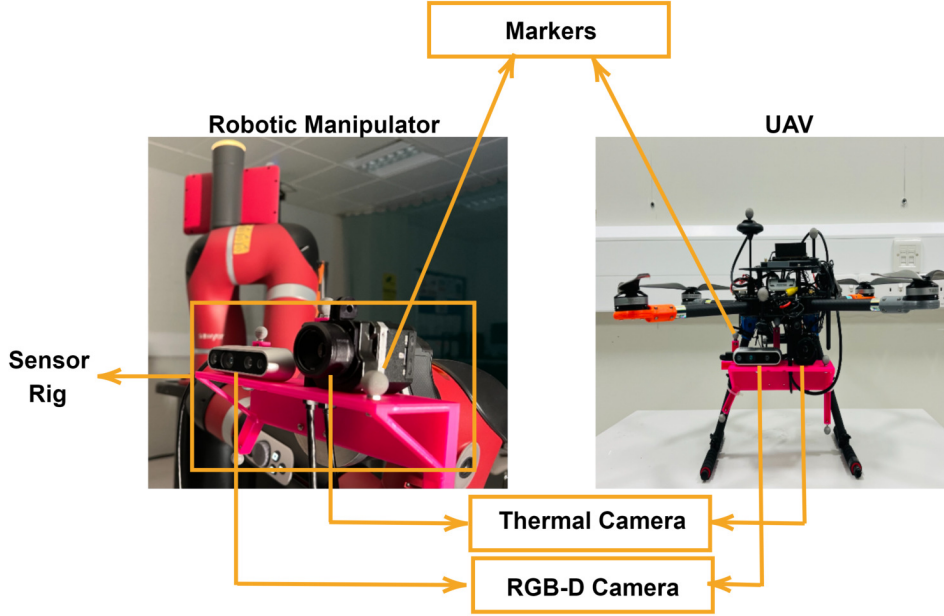 Markers
Robotic Manipulator
UAV
Sensor
Rig
Thermal Camera
RGB-D Camera